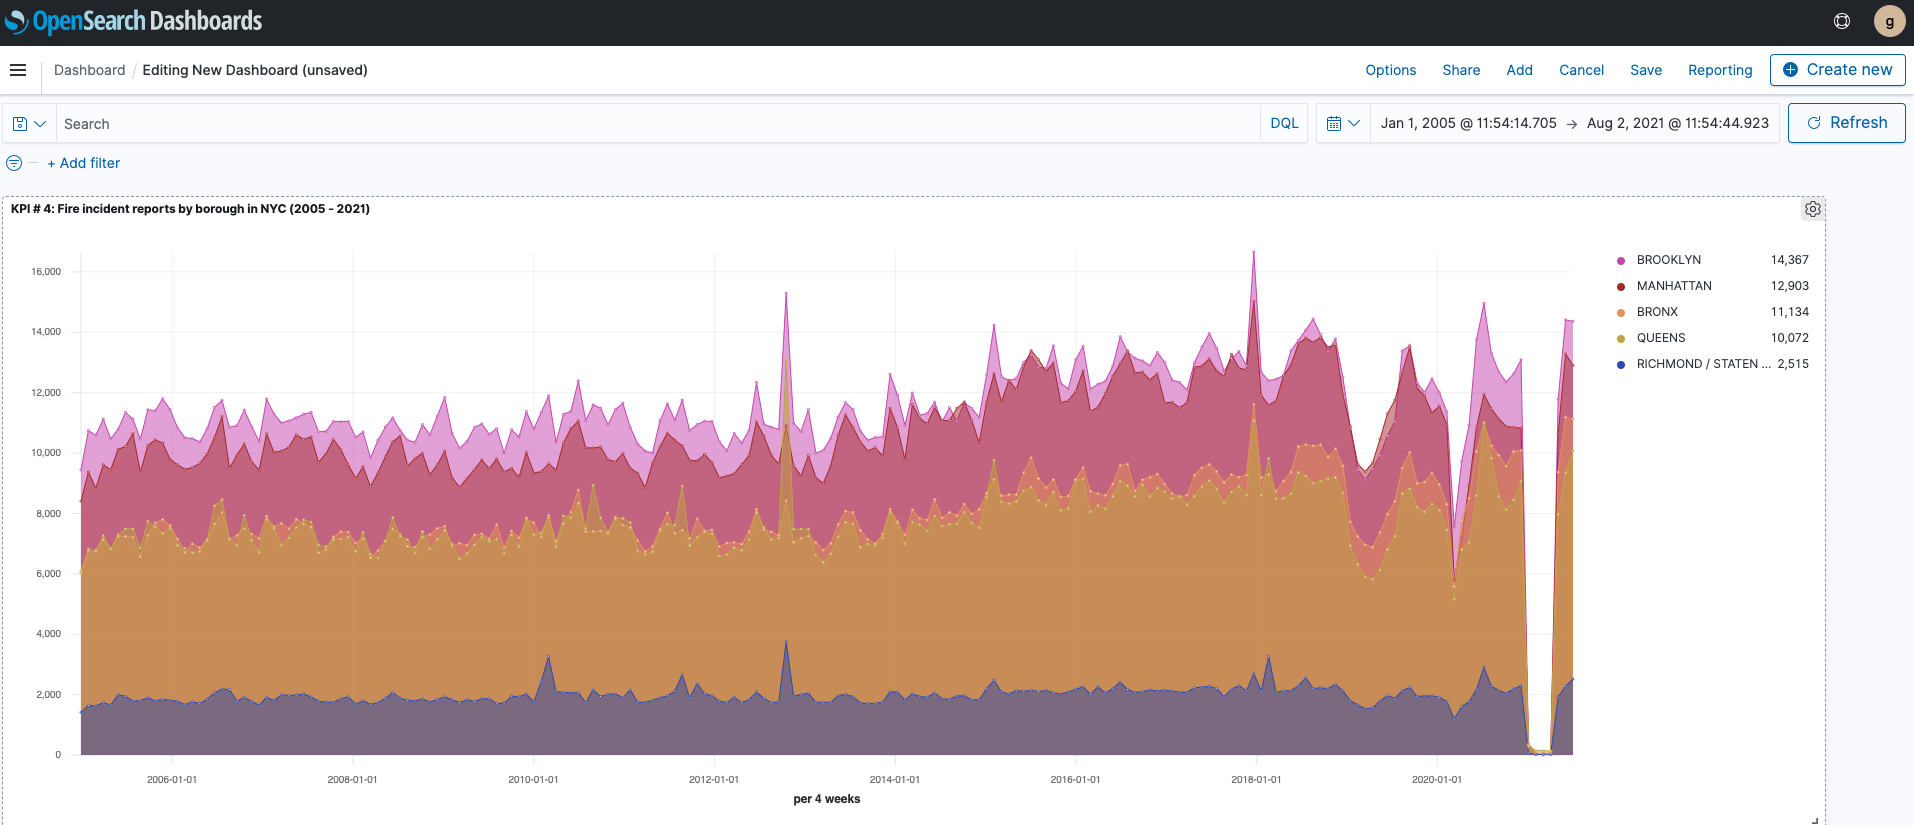 OpenSearch Dashboards
g
Dashboard / Editing New Dashboard (unsaved)
Options Share Add Cancel Save Reporting Create new
Search DQL Jan 1, 2005 @ 11:54:14.705 → Aug 2, 2021 @ 11:54:44.923 Refresh
+ Add filter
KPI # 4: Fire incident reports by borough in NYC (2005 - 2021)
16,000
14,000
12,000
10,000
8,000
6,000
4,000
2,000
0
2006-01-01 2008-01-01 2010-01-01 2012-01-01 2014-01-01 2016-01-01 2018-01-01 2020-01-01
per 4 weeks
BROOKLYN 14,367
MANHATTAN 12,903
BRONX 11,134
QUEENS 10,072
RICHMOND / STATEN ... 2,515